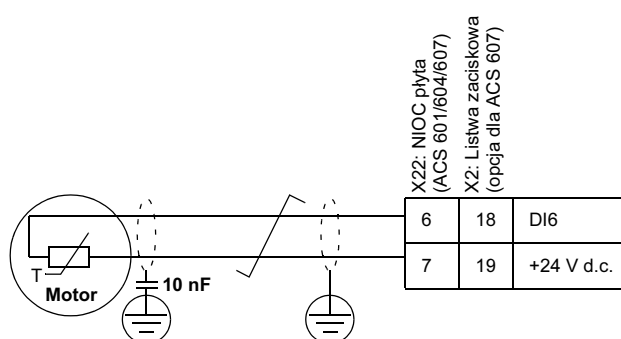 X22: NIOC płyta
(ACS 601/604/607)
X2: Listwa zaciskowa
(opcja dla ACS 607)
6 18 DI6
7 19 +24 V d.c.
T
Motor
10 nF